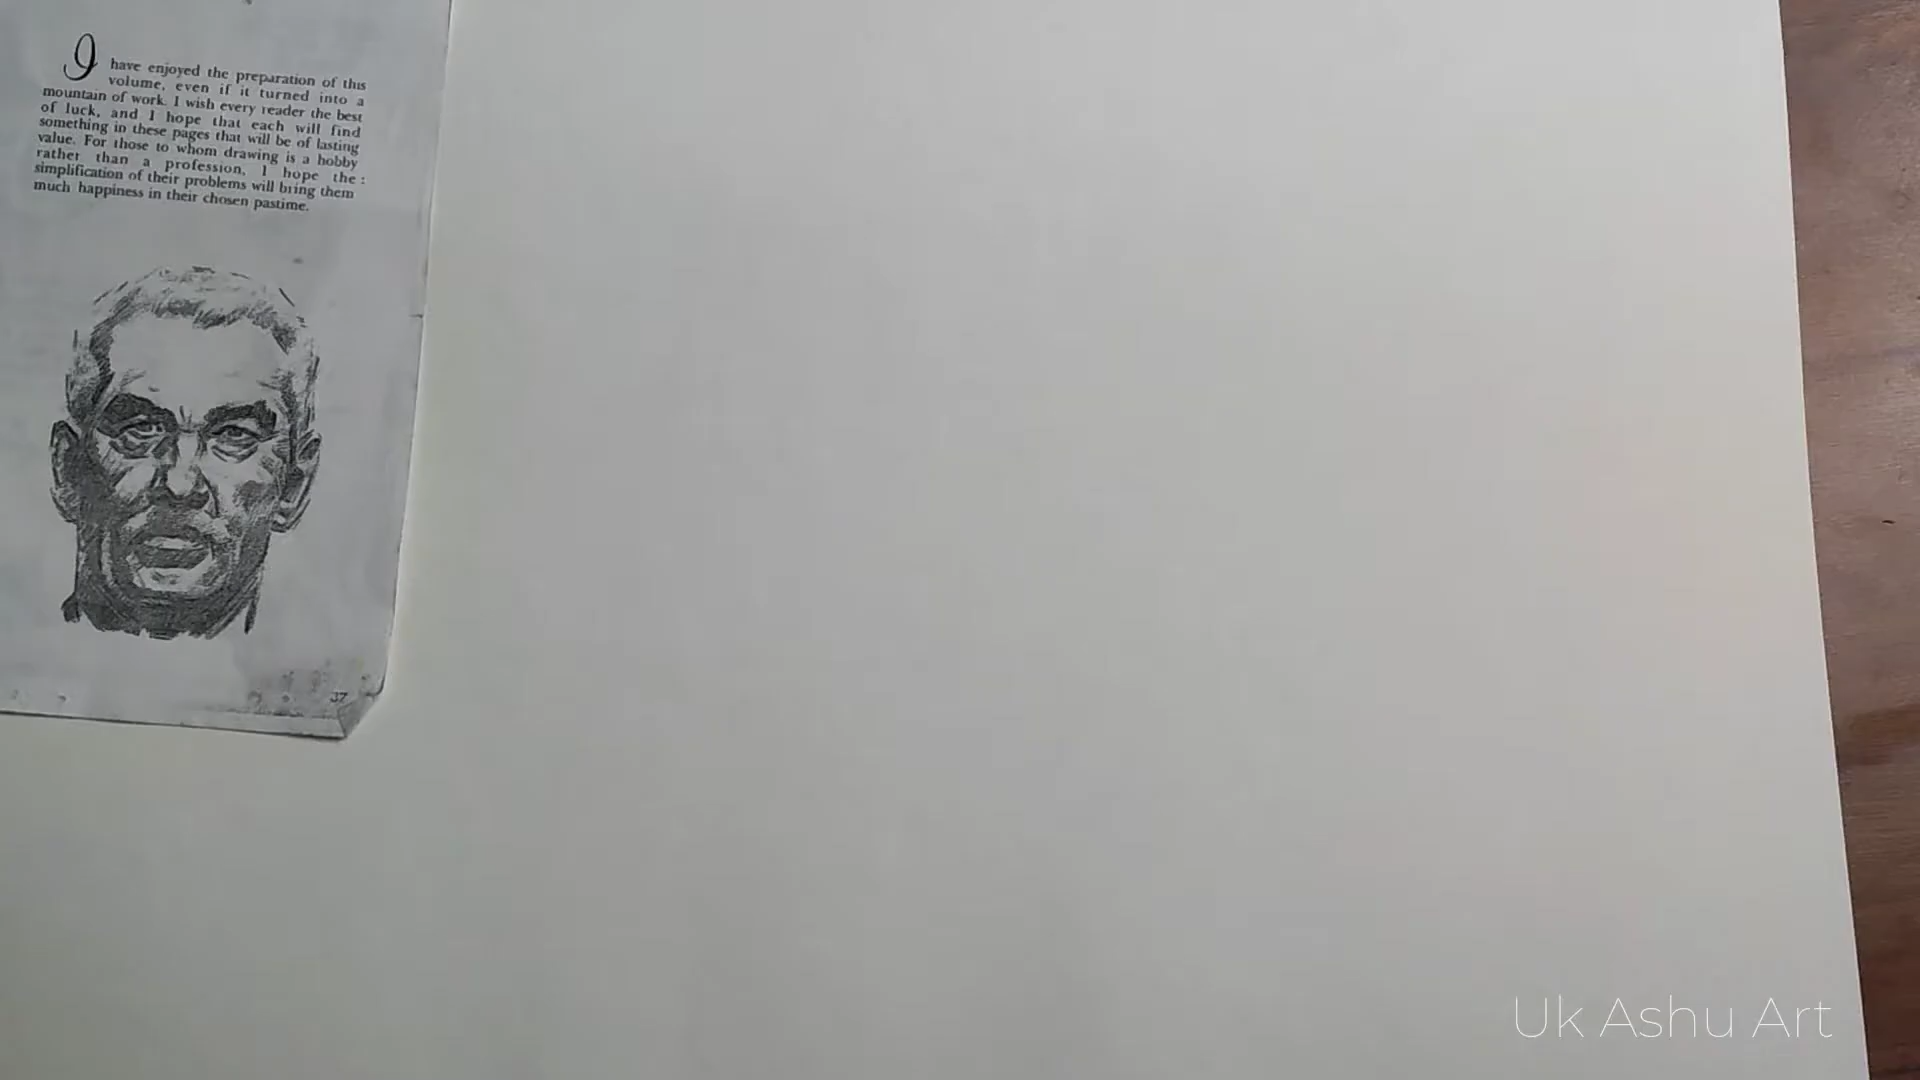 I have enjoyed the preparation of this
volume, even if it turned into a
mountain of work. I wish every reader the best
of luck, and I hope that each will find
something in these pages that will be of lasting
value. For those to whom drawing is a hobby
rather than a profession, I hope the :
simplification of their problems will bring them
much happiness in their chosen pastime.
37
Uk Ashu Art